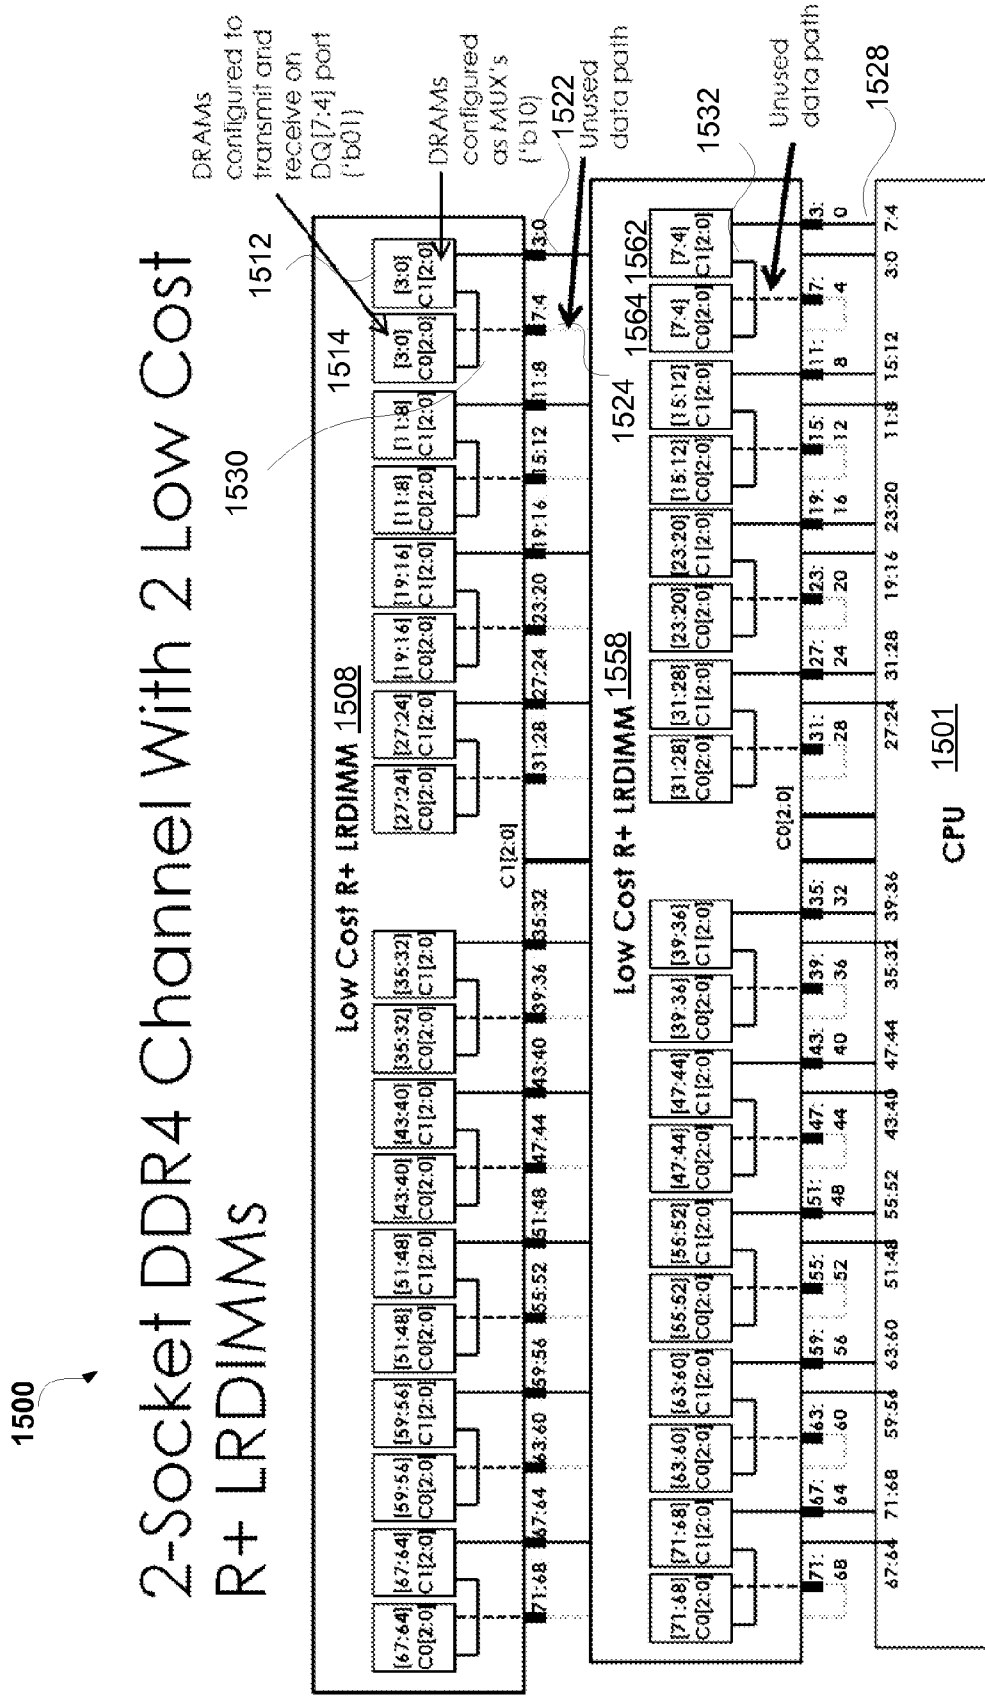 1500
2-Socket DDR4 Channel With 2 Low Cost
R+ LRDIMMs
DRAMs
configured to
transmit and
receive on
DQ[7:4] port
('b01)
1512
1514
1530
DRAMs
configured
as MUX's
('b10)
1522
Unused
data path
Low Cost R+ LRDIMM 1508
[67:64] [67:64] [59:56] [59:56] [51:48] [51:48] [43:40] [43:40] [35:32] [35:32] [27:24] [27:24] [19:16] [19:16] [11:8] [11:8] [3:0] [3:0]
C0[2:0] C1[2:0] C0[2:0] C1[2:0] C0[2:0] C1[2:0] C0[2:0] C1[2:0] C0[2:0] C1[2:0] C0[2:0] C1[2:0] C0[2:0] C1[2:0] C0[2:0] C1[2:0] C0[2:0] C1[2:0]
C1[2:0]
71:68 67:64 63:60 59:56 55:52 51:48 47:44 43:40 39:36 35:32 31:28 27:24 23:20 19:16 15:12 11:8 7:4 3:0
1524
1564
1562
1532
Unused
data path
1528
Low Cost R+ LRDIMM 1558
[71:68] [71:68] [63:60] [63:60] [55:52] [55:52] [47:44] [47:44] [39:36] [39:36] [31:28] [31:28] [23:20] [23:20] [15:12] [15:12] [7:4] [7:4]
C0[2:0] C1[2:0] C0[2:0] C1[2:0] C0[2:0] C1[2:0] C0[2:0] C1[2:0] C0[2:0] C1[2:0] C0[2:0] C1[2:0] C0[2:0] C1[2:0] C0[2:0] C1[2:0] C0[2:0] C1[2:0]
C0[2:0]
71: 67: 63: 59: 55: 51: 47: 43: 39: 35: 31: 27: 23: 19: 15: 11: 7: 3:
68 64 60 56 52 48 44 40 36 32 28 24 20 16 12 8 4 0
67:64 71:68 59:56 63:60 51:48 55:52 43:40 47:44 35:32 39:36 27:24 31:28 19:16 23:20 11:8 15:12 3:0 7:4
CPU 1501